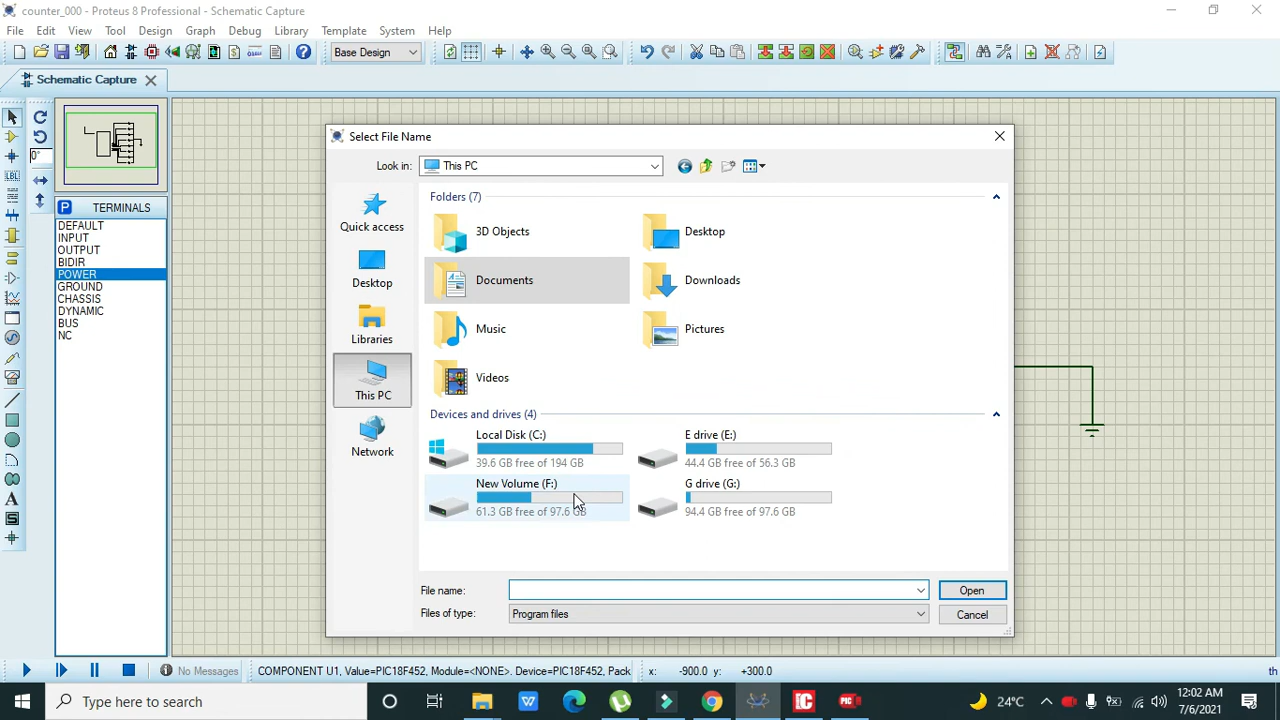 counter_000 - Proteus 8 Professional - Schematic Capture
File Edit View Tool Design Graph Debug Library Template System Help
Base Design
Schematic Capture
0°
P TERMINALS
DEFAULT
INPUT
OUTPUT
BIDIR
POWER
GROUND
CHASSIS
DYNAMIC
BUS
NC
LBL
A
Select File Name
Look in: This PC
Quick access
Desktop
Libraries
This PC
Network
Folders (7)
3D Objects
Desktop
Documents
Downloads
Music
Pictures
Videos
Devices and drives (4)
Local Disk (C:)
39.6 GB free of 194 GB
E drive (E:)
44.4 GB free of 56.3 GB
New Volume (F:)
61.3 GB free of 97.6 GB
G drive (G:)
94.4 GB free of 97.6 GB
File name:
Open
Files of type: Program files
Cancel
No Messages
COMPONENT U1, Value=PIC18F452, Module=<NONE>. Device=PIC18F452, Pack
x: -900.0 y: +300.0
th
Type here to search
24°C
12:02 AM
7/6/2021